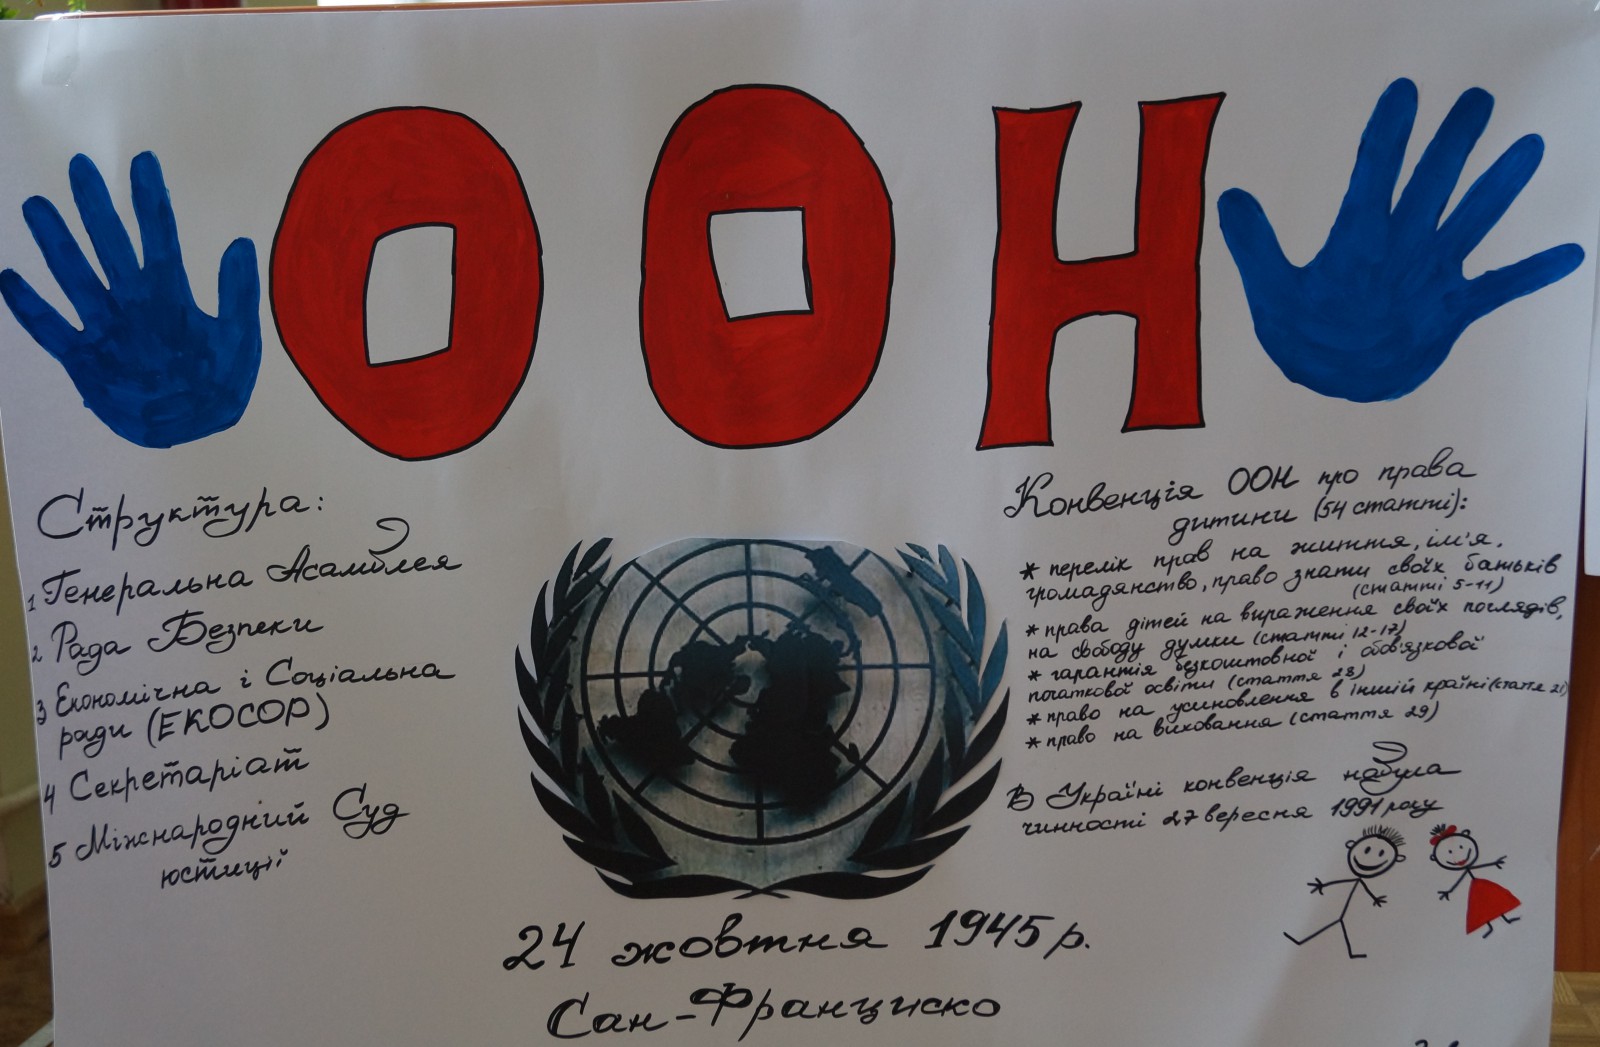 ООН
Структура:
1 Генеральна Асамблея
2 Рада Безпеки
3 Економічна і Соціальна
ради (ЕКОСОР)
4 Секретаріат
5 Міжнародний Суд
юстиції
24 жовтня 1945 р.
Сан-Франциско
Конвенція ООН про права
дитини (54 статті):
* перелік прав на життя, ім'я,
громадянство, право знати своїх батьків
(статті 5-11)
* права дітей на вираження своїх поглядів,
на свободу думки (статті 12-17)
* гарантія безкоштовної і обов'язкової
початкової освіти (стаття 28)
* право на усиновлення в іншій країні (стаття 21)
* право на виховання (стаття 29)
В Україні конвенція набула
чинності 27 вересня 1991 року